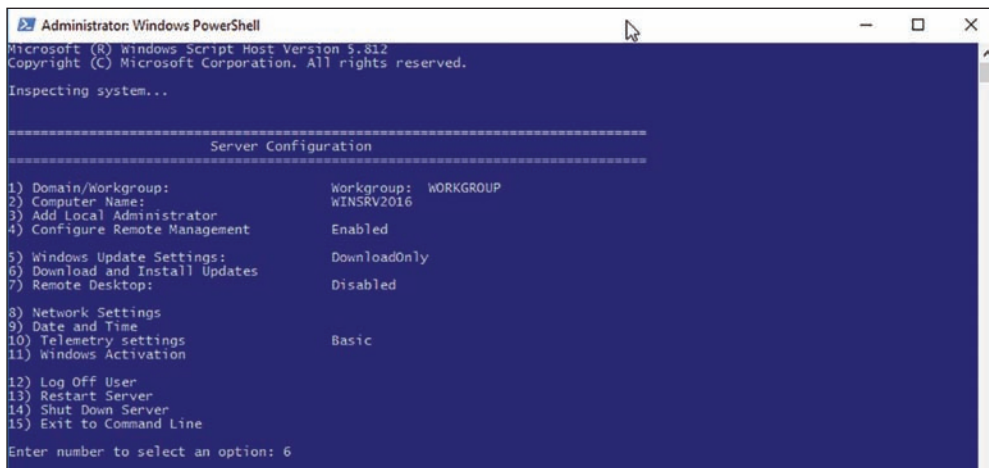 Administrator: Windows PowerShell
Microsoft (R) Windows Script Host Version 5.812
Copyright (C) Microsoft Corporation. All rights reserved.
Inspecting system...
===============================================================================
Server Configuration
===============================================================================
1) Domain/Workgroup: Workgroup: WORKGROUP
2) Computer Name: WINSRV2016
3) Add Local Administrator
4) Configure Remote Management Enabled
5) Windows Update Settings: DownloadOnly
6) Download and Install Updates
7) Remote Desktop: Disabled
8) Network Settings
9) Date and Time
10) Telemetry settings Basic
11) Windows Activation
12) Log Off User
13) Restart Server
14) Shut Down Server
15) Exit to Command Line
Enter number to select an option: 6